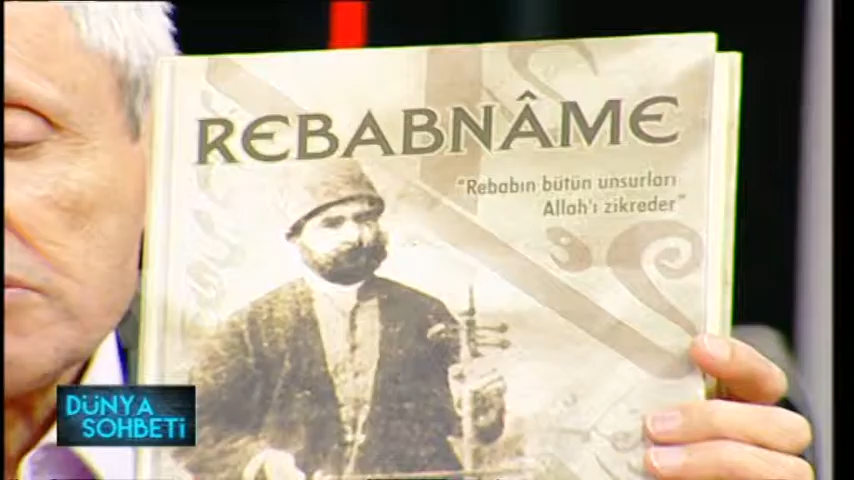 REBABNÂME
"Rebabın bütün unsurları
Allah'ı zikreder"
DÜNYA
SOHBETİ